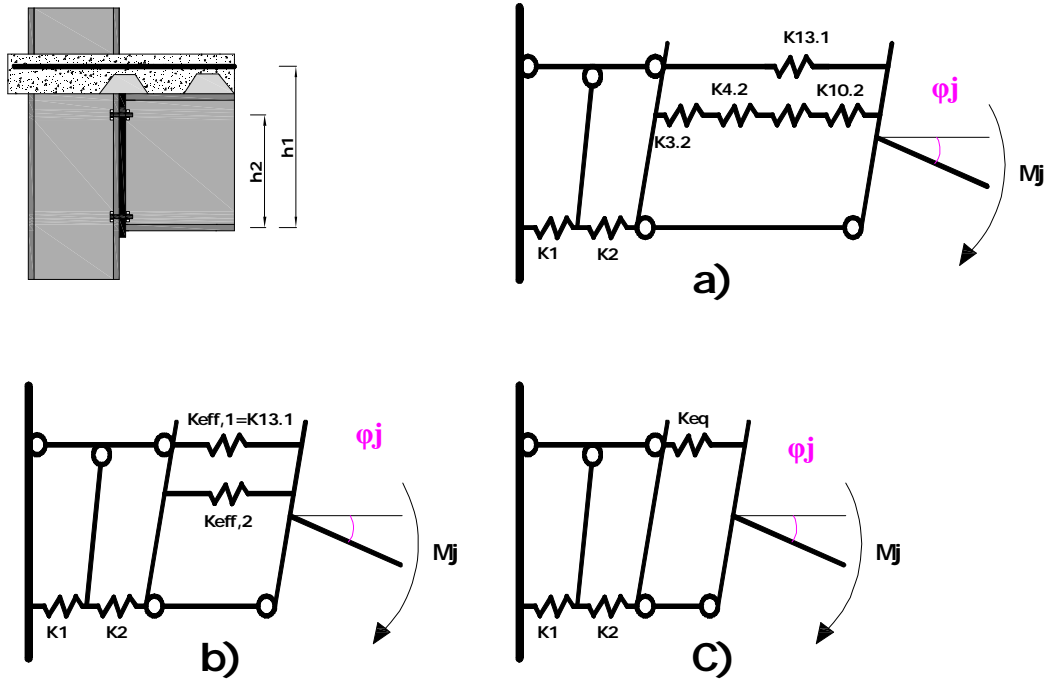 h2
h1
K13.1
K4.2
K10.2
K3.2
φj
Mj
K1
K2
a)
Keff,1=K13.1
Keff,2
φj
Mj
K1
K2
b)
Keq
φj
Mj
K1
K2
C)